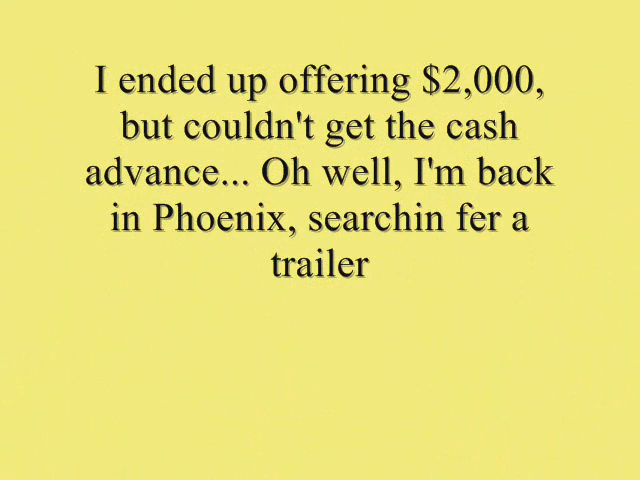 I ended up offering $2,000,
but couldn't get the cash
advance... Oh well, I'm back
in Phoenix, searchin fer a
trailer